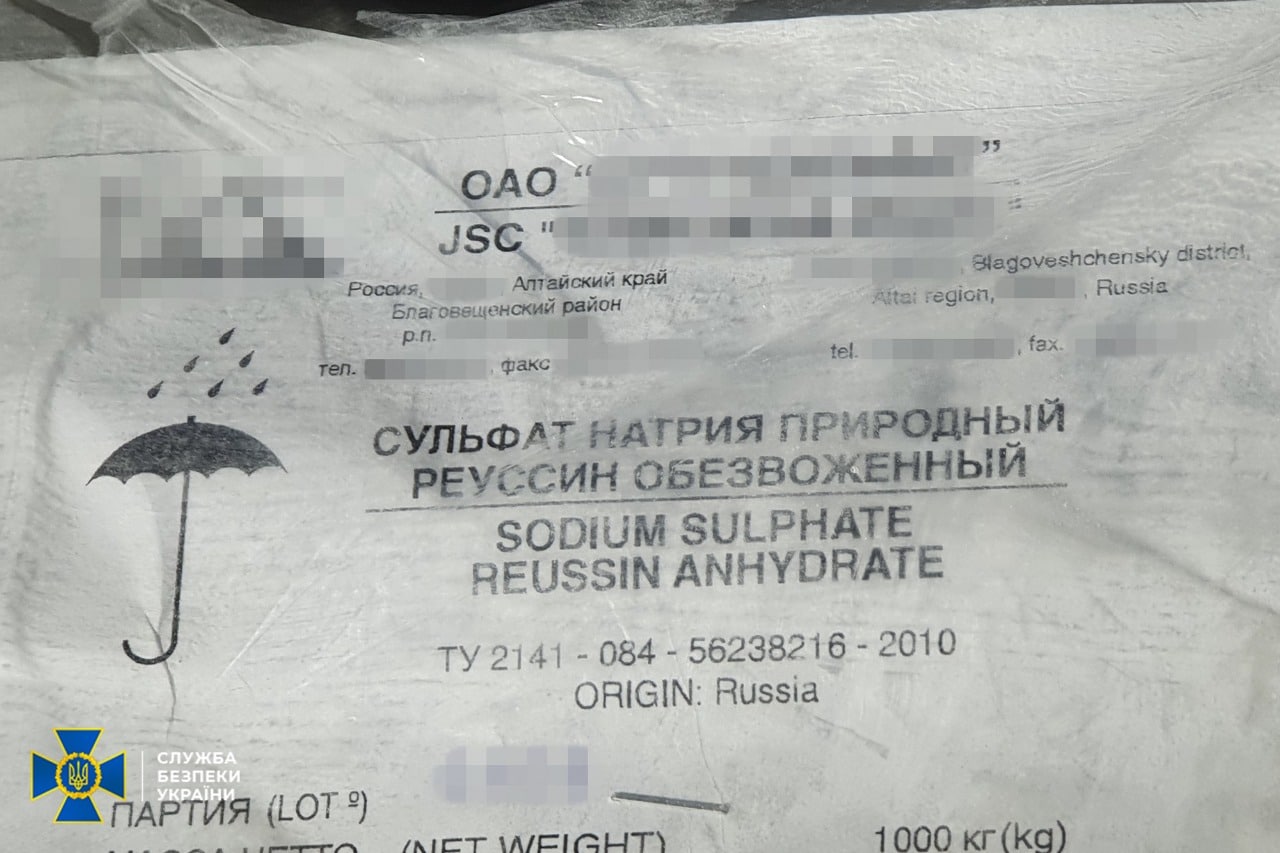 ОАО “ ”
JSC " "
Россия, Алтайский край
Благовещенский район
р.п.
тел. , факс
, Blagoveshchensky district,
Altai region, , Russia
tel. , fax.
СУЛЬФАТ НАТРИЯ ПРИРОДНЫЙ
РЕУССИН ОБЕЗВОЖЕННЫЙ
SODIUM SULPHATE
REUSSIN ANHYDRATE
ТУ 2141 - 084 - 56238216 - 2010
ORIGIN: Russia
ПАРТИЯ (LOT º)
МАССА НЕТТО (NET WEIGHT) 1000 кг(kg)
СЛУЖБА
БЕЗПЕКИ
УКРАЇНИ